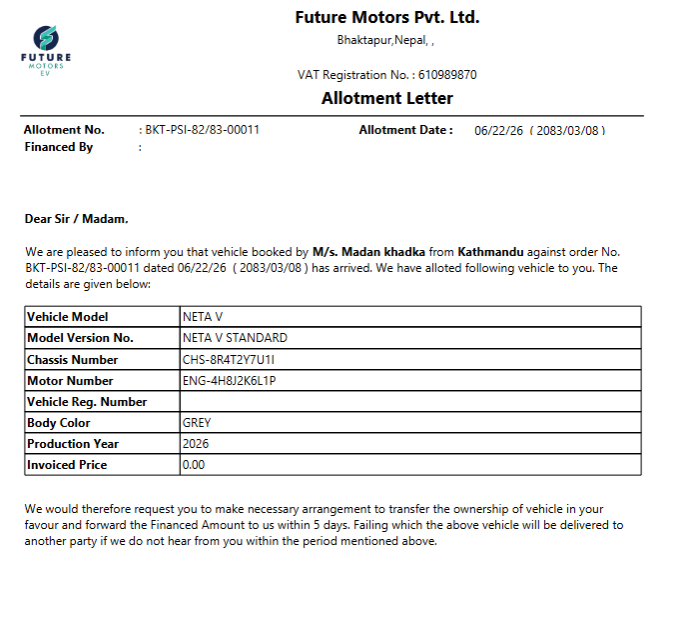 Future Motors Pvt. Ltd.
Bhaktapur,Nepal, ,
FUTURE
MOTORS
EV
VAT Registration No. : 610989870
Allotment Letter
Allotment No. : BKT-PSI-82/83-00011 Allotment Date : 06/22/26 ( 2083/03/08 )
Financed By :
Dear Sir / Madam,
We are pleased to inform you that vehicle booked by M/s. Madan khadka from Kathmandu against order No.
BKT-PSI-82/83-00011 dated 06/22/26 ( 2083/03/08 ) has arrived. We have alloted following vehicle to you. The
details are given below:
Vehicle Model NETA V
Model Version No. NETA V STANDARD
Chassis Number CHS-8R4T2Y7U1I
Motor Number ENG-4H8J2K6L1P
Vehicle Reg. Number
Body Color GREY
Production Year 2026
Invoiced Price 0.00
We would therefore request you to make necessary arrangement to transfer the ownership of vehicle in your
favour and forward the Financed Amount to us within 5 days. Failing which the above vehicle will be delivered to
another party if we do not hear from you within the period mentioned above.